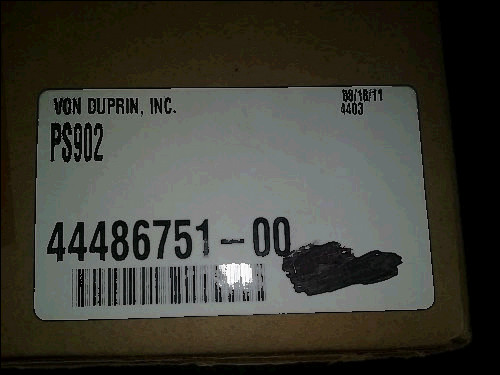 VON DUPRIN, INC.
08/18/11
4403
PS902
44486751-00